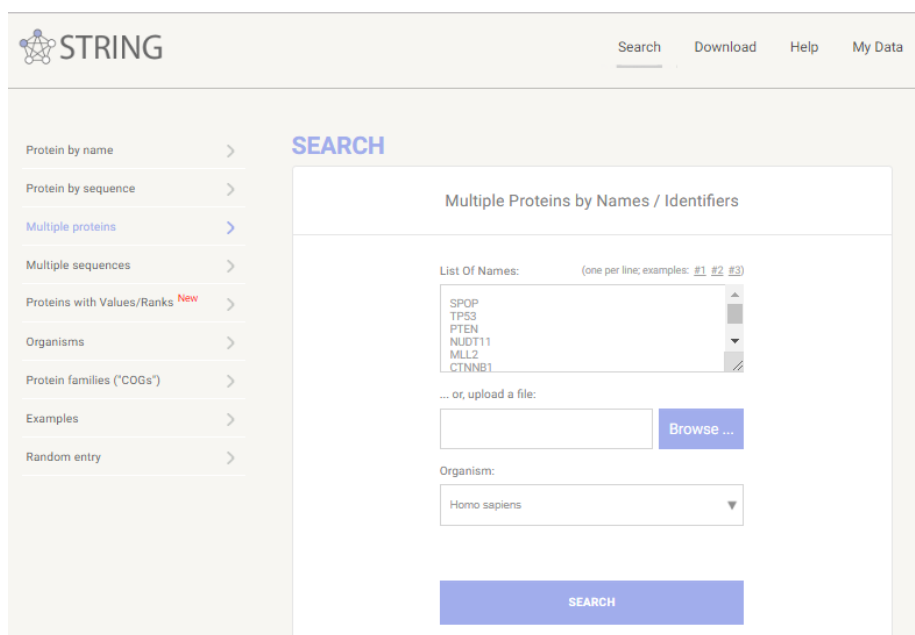 STRING
Search Download Help My Data
Protein by name
Protein by sequence
Multiple proteins
Multiple sequences
Proteins with Values/Ranks New
Organisms
Protein families ("COGs")
Examples
Random entry
SEARCH
Multiple Proteins by Names / Identifiers
List Of Names: (one per line; examples: #1 #2 #3)
SPOP
TP53
PTEN
NUDT11
MLL2
CTNNB1
... or, upload a file:
Browse ...
Organism:
Homo sapiens
SEARCH